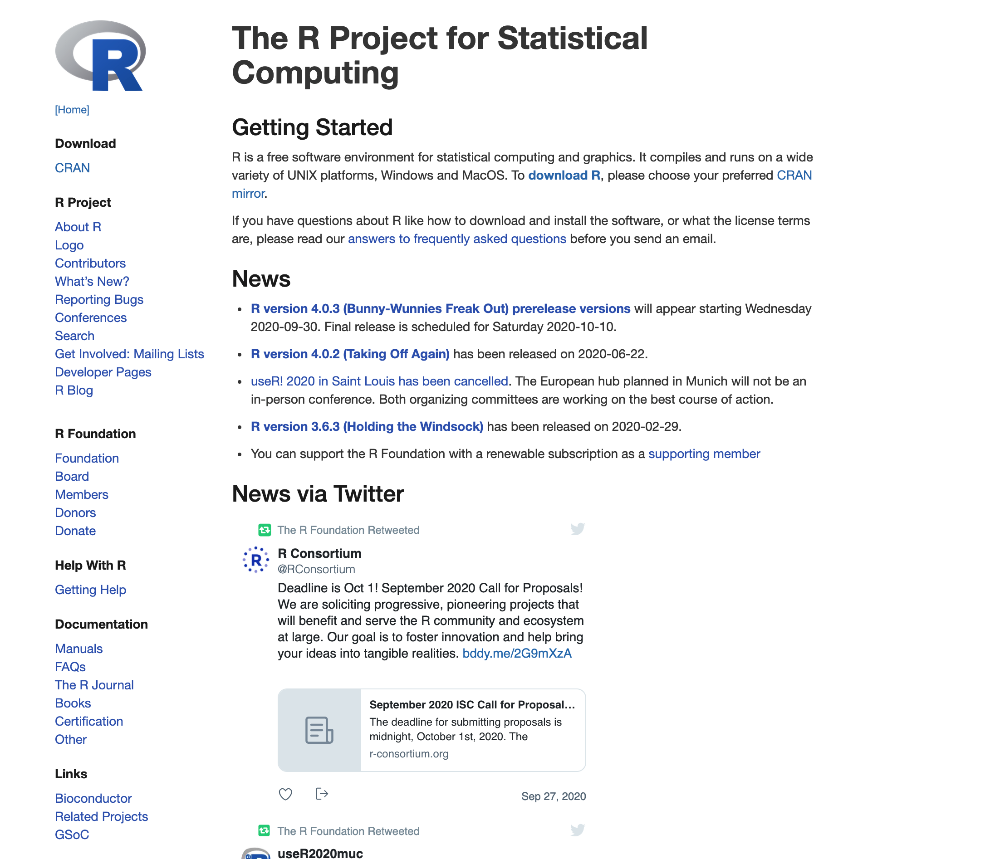 R
[Home]
Download
CRAN
R Project
About R
Logo
Contributors
What’s New?
Reporting Bugs
Conferences
Search
Get Involved: Mailing Lists
Developer Pages
R Blog
R Foundation
Foundation
Board
Members
Donors
Donate
Help With R
Getting Help
Documentation
Manuals
FAQs
The R Journal
Books
Certification
Other
Links
Bioconductor
Related Projects
GSoC
The R Project for Statistical
Computing
Getting Started
R is a free software environment for statistical computing and graphics. It compiles and runs on a wide
variety of UNIX platforms, Windows and MacOS. To download R, please choose your preferred CRAN
mirror.
If you have questions about R like how to download and install the software, or what the license terms
are, please read our answers to frequently asked questions before you send an email.
News
• R version 4.0.3 (Bunny-Wunnies Freak Out) prerelease versions will appear starting Wednesday
2020-09-30. Final release is scheduled for Saturday 2020-10-10.
• R version 4.0.2 (Taking Off Again) has been released on 2020-06-22.
• useR! 2020 in Saint Louis has been cancelled. The European hub planned in Munich will not be an
in-person conference. Both organizing committees are working on the best course of action.
• R version 3.6.3 (Holding the Windsock) has been released on 2020-02-29.
• You can support the R Foundation with a renewable subscription as a supporting member
News via Twitter
The R Foundation Retweeted
R
R Consortium
@RConsortium
Deadline is Oct 1! September 2020 Call for Proposals!
We are soliciting progressive, pioneering projects that
will benefit and serve the R community and ecosystem
at large. Our goal is to foster innovation and help bring
your ideas into tangible realities. bddy.me/2G9mXzA
September 2020 ISC Call for Proposal...
The deadline for submitting proposals is
midnight, October 1st, 2020. The
r-consortium.org
Sep 27, 2020
The R Foundation Retweeted
useR2020muc